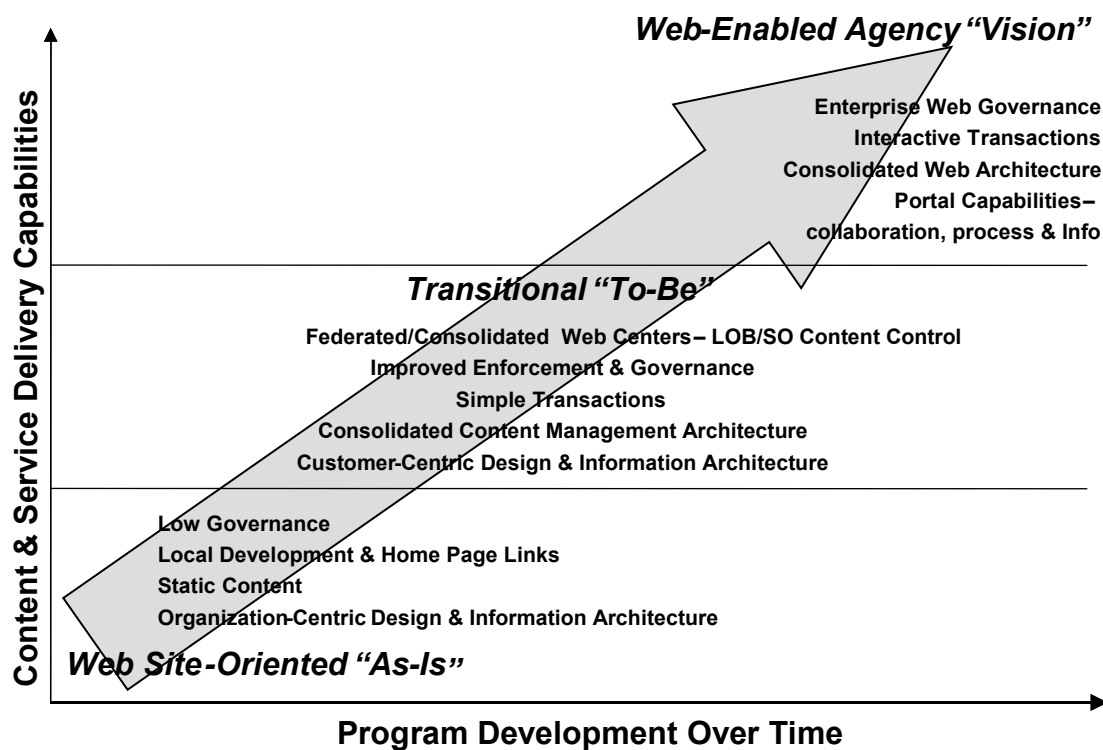 Web-Enabled Agency “Vision”
Enterprise Web Governance
Interactive Transactions
Consolidated Web Architecture
Portal Capabilities–
collaboration, process & Info
Transitional “To-Be”
Federated/Consolidated Web Centers– LOB/SO Content Control
Improved Enforcement & Governance
Simple Transactions
Consolidated Content Management Architecture
Customer-Centric Design & Information Architecture
Low Governance
Local Development & Home Page Links
Static Content
Organization-Centric Design & Information Architecture
Web Site-Oriented “As-Is”
Content & Service Delivery Capabilities
Program Development Over Time